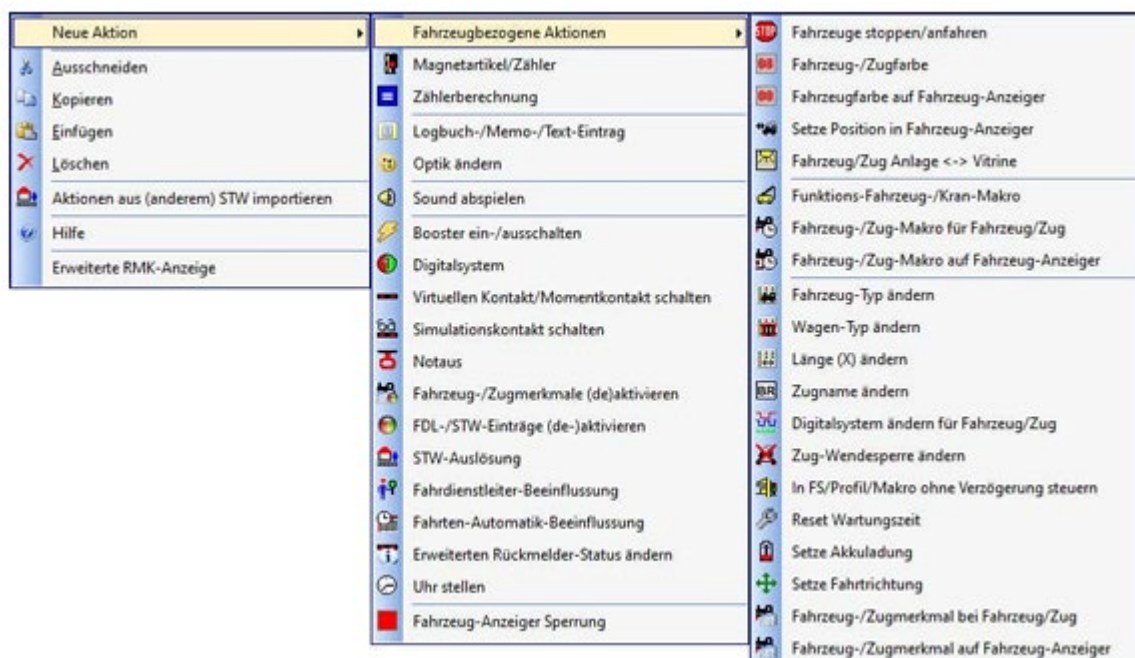 Neue Aktion
Ausschneiden
Kopieren
Einfügen
Löschen
Aktionen aus (anderem) STW importieren
Hilfe
Erweiterte RMK-Anzeige
Fahrzeugbezogene Aktionen
Magnetartikel/Zähler
Zählerberechnung
Logbuch-/Memo-/Text-Eintrag
Optik ändern
Sound abspielen
Booster ein-/ausschalten
Digitalsystem
Virtuellen Kontakt/Momentkontakt schalten
Simulationskontakt schalten
Notaus
Fahrzeug-/Zugmerkmale (de)aktivieren
FDL-/STW-Einträge (de-)aktivieren
STW-Auslösung
Fahrdienstleiter-Beeinflussung
Fahrten-Automatik-Beeinflussung
Erweiterten Rückmelder-Status ändern
Uhr stellen
Fahrzeug-Anzeiger Sperrung
STOP Fahrzeuge stoppen/anfahren
88 Fahrzeug-/Zugfarbe
88 Fahrzeugfarbe auf Fahrzeug-Anzeiger
Setze Position in Fahrzeug-Anzeiger
Fahrzeug/Zug Anlage <-> Vitrine
Funktions-Fahrzeug-/Kran-Makro
Fahrzeug-/Zug-Makro für Fahrzeug/Zug
Fahrzeug-/Zug-Makro auf Fahrzeug-Anzeiger
Fahrzeug-Typ ändern
Wagen-Typ ändern
Länge (X) ändern
BR Zugname ändern
Digitalsystem ändern für Fahrzeug/Zug
Zug-Wendesperre ändern
In FS/Profil/Makro ohne Verzögerung steuern
Reset Wartungszeit
Setze Akkuladung
Setze Fahrtrichtung
Fahrzeug-/Zugmerkmal bei Fahrzeug/Zug
Fahrzeug-/Zugmerkmal auf Fahrzeug-Anzeiger